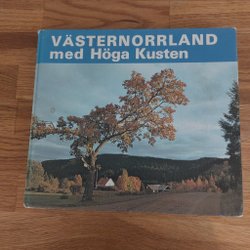 VÄSTERNORRLAND
med Höga Kusten